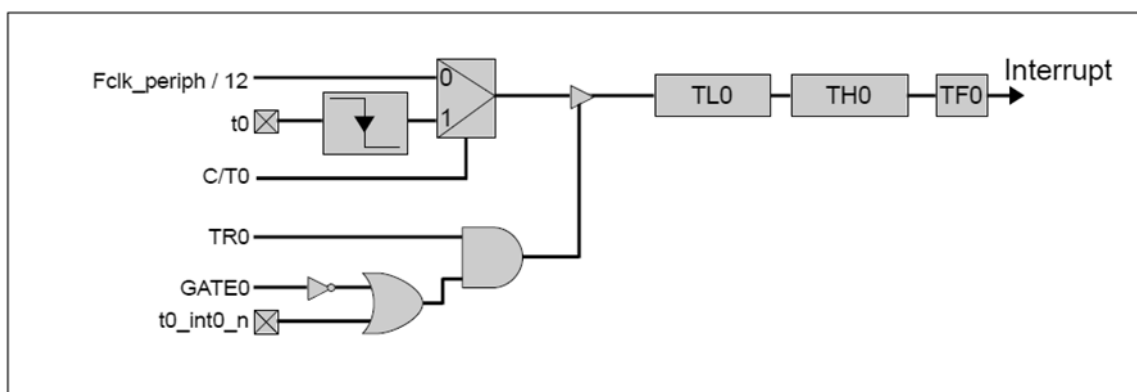 Fclk_periph / 12
0
t0
1
C/T0
TL0
TH0
TF0
Interrupt
TR0
GATE0
t0_int0_n